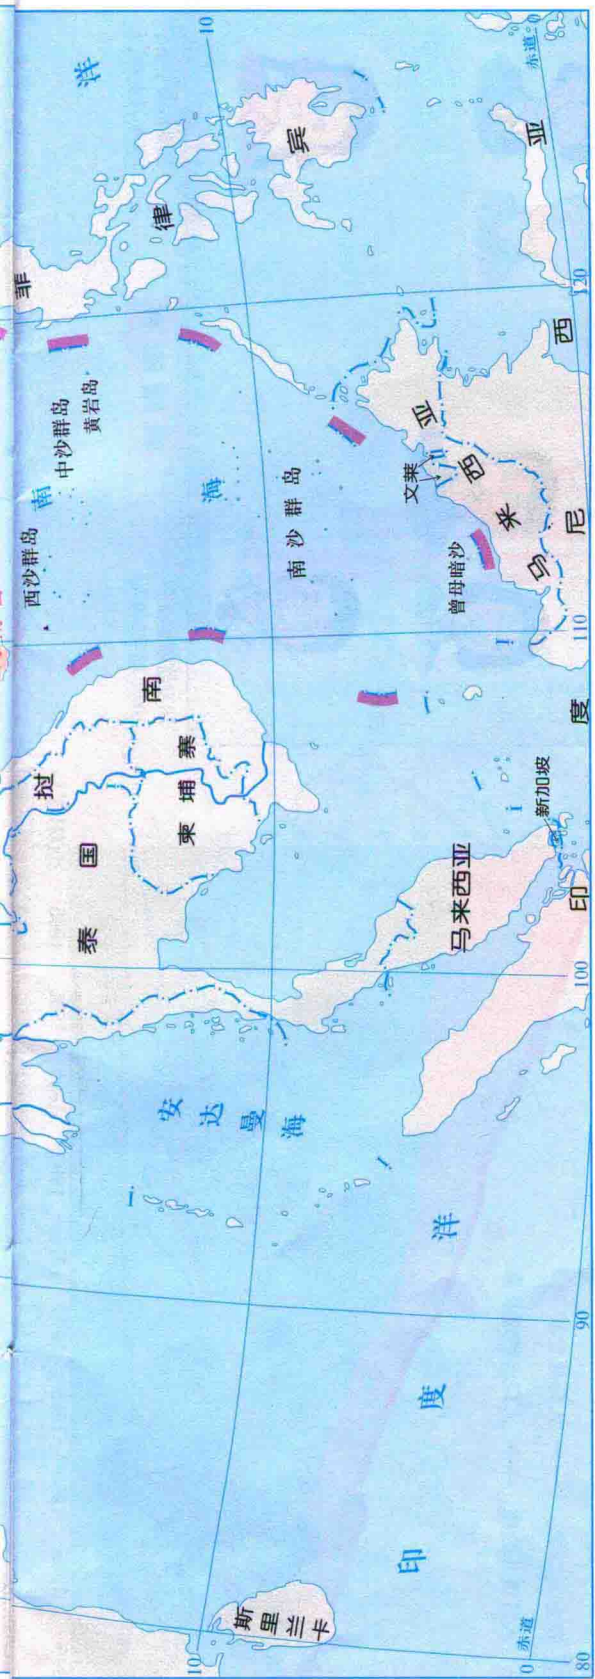 洋
10
菲律宾
西沙群岛
中沙群岛
黄岩岛
南海
南沙群岛
曾母暗沙
文莱
马来西亚
挝
南
泰国
柬埔寨
马来西亚
新加坡
安达曼海
印度洋
斯里兰卡
10
印度尼西亚
赤道
0
赤道
0
80
90
100
110
120